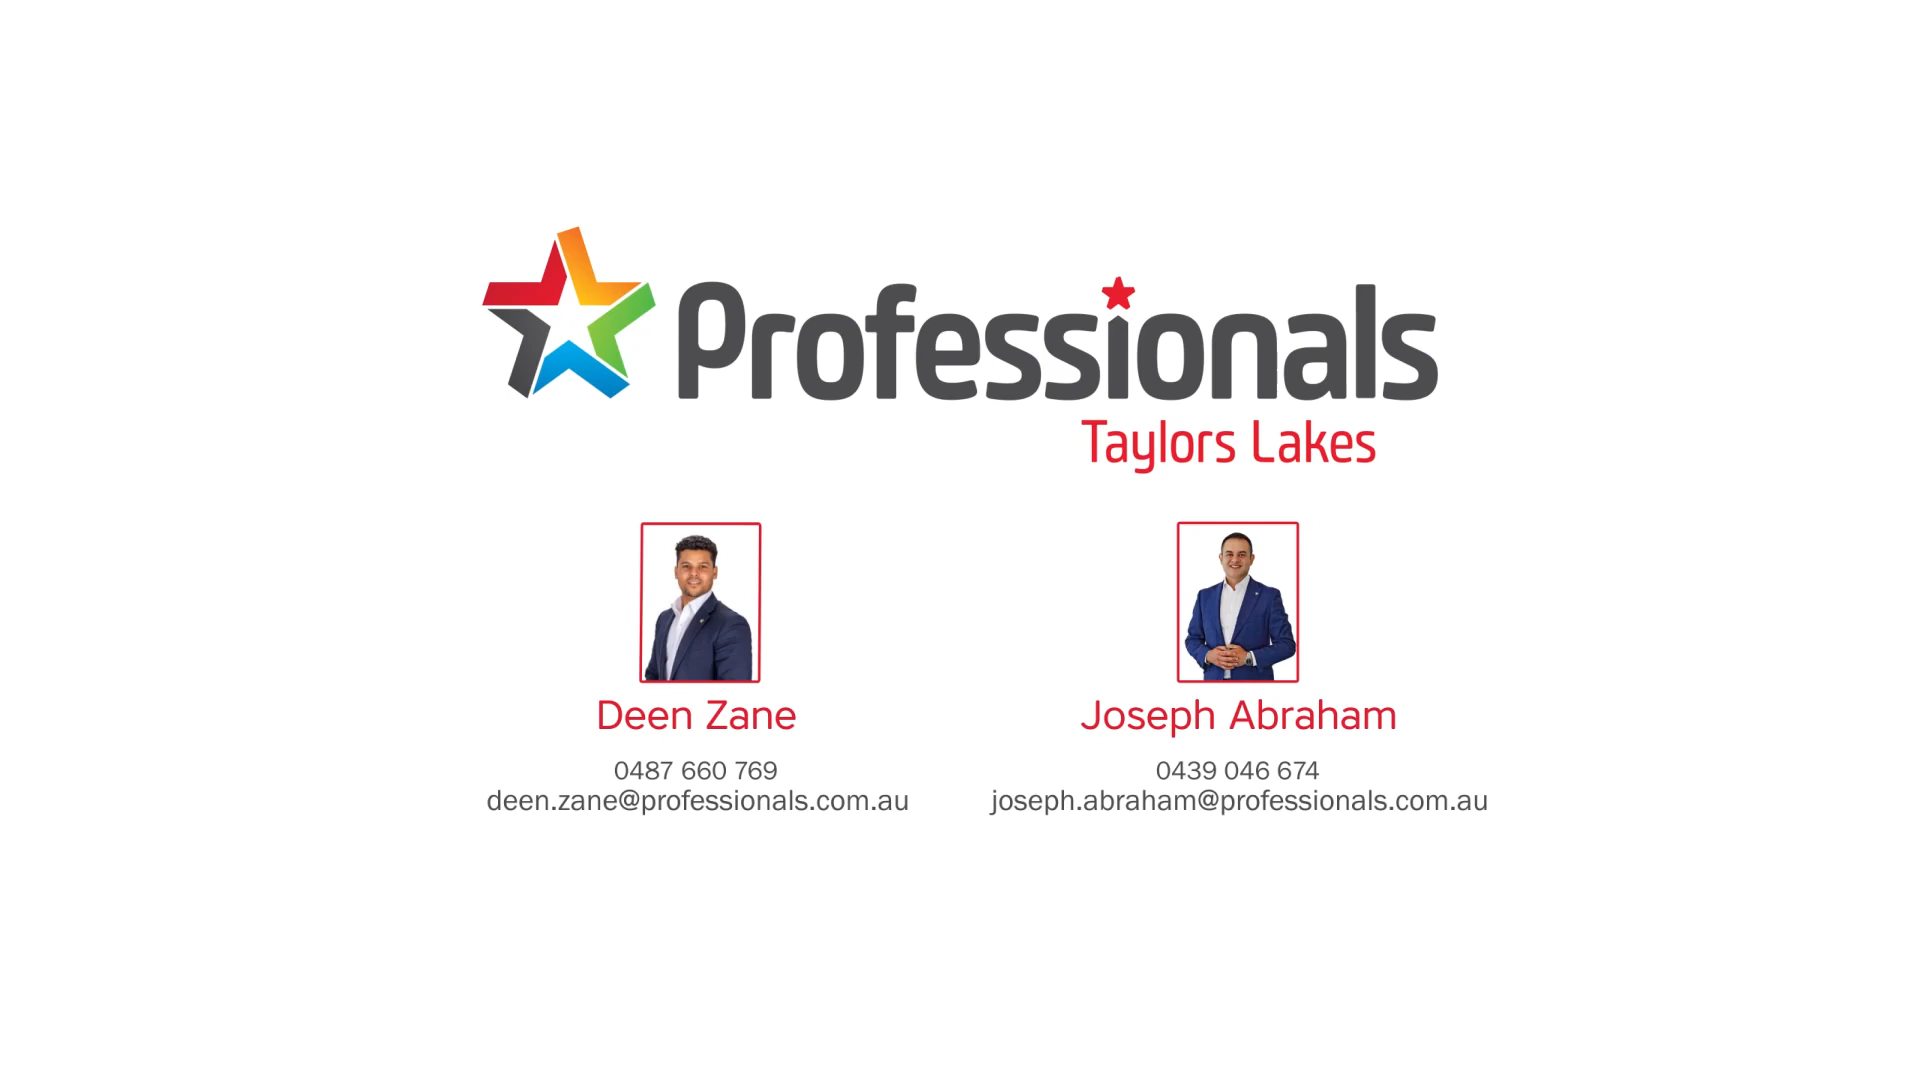 Professionals
Taylors Lakes
Deen Zane
0487 660 769
deen.zane@professionals.com.au
Joseph Abraham
0439 046 674
joseph.abraham@professionals.com.au